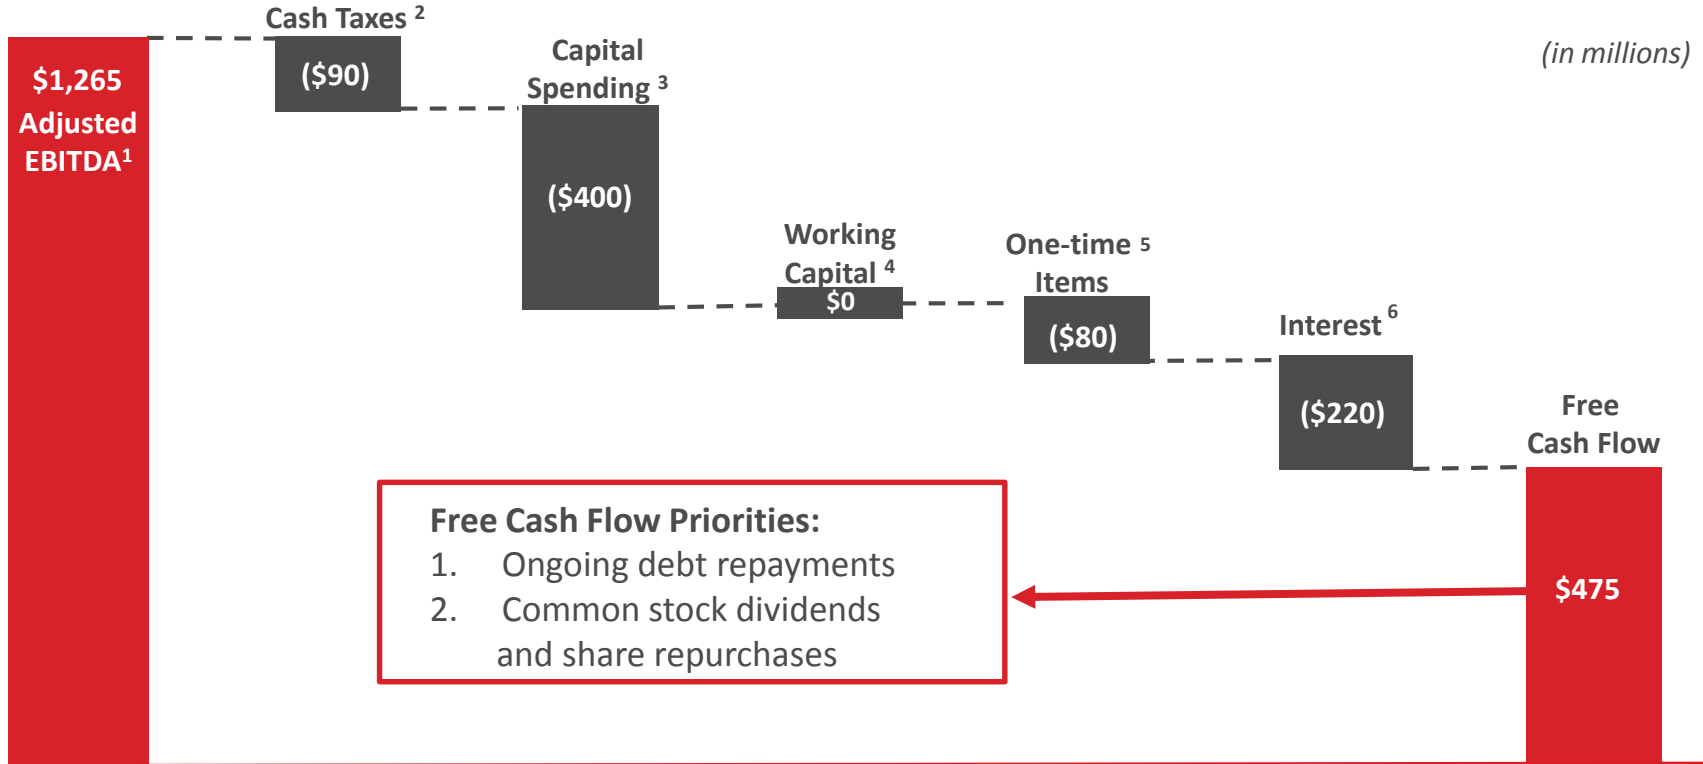 Cash Taxes 2
($90)
Capital
Spending 3
($400)
(in millions)
$1,265
Adjusted
EBITDA1
Working
Capital 4
$0
One-time 5
Items
($80)
Interest 6
($220)
Free
Cash Flow
$475
Free Cash Flow Priorities:
1. Ongoing debt repayments
2. Common stock dividends
and share repurchases